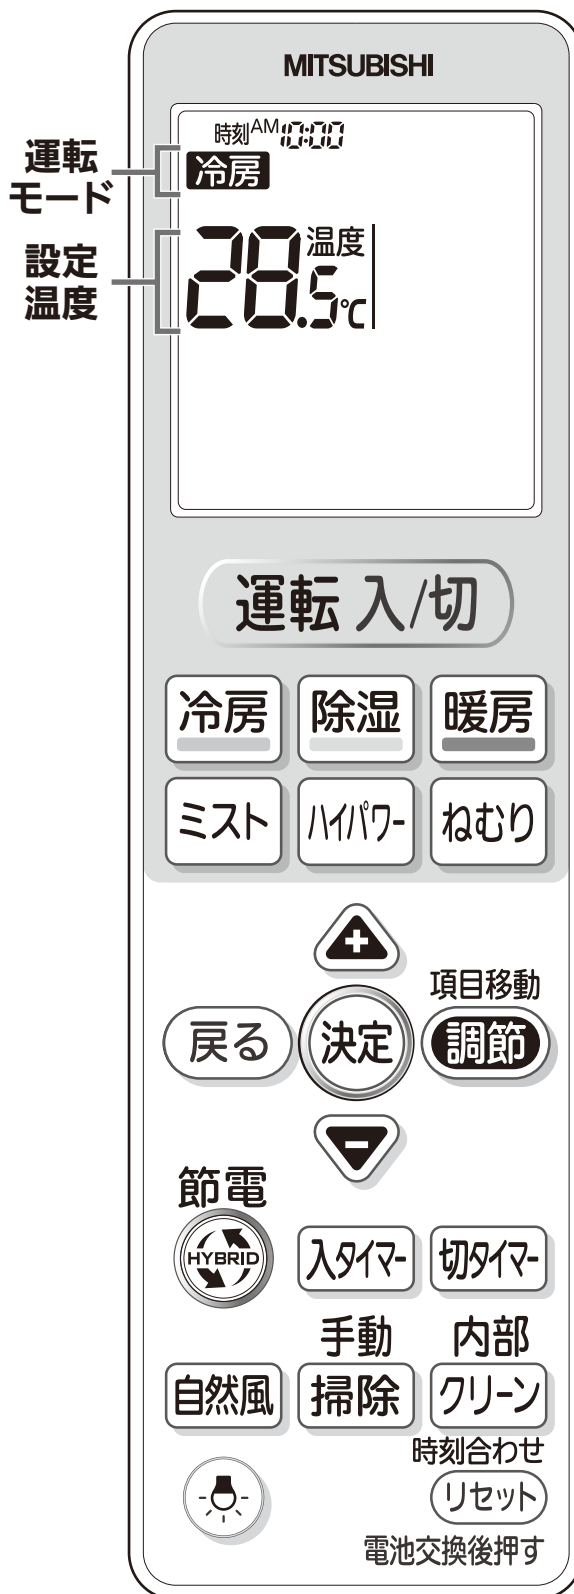 MITSUBISHI
時刻AM10:00
運転
モード
冷房
設定
温度
28.5℃ 温度
運転 入/切
冷房 除湿 暖房
ミスト ハイパワー ねむり
+
項目移動
戻る 決定 調節
-
節電
HYBRID 入タイマー 切タイマー
手動 内部
自然風 掃除 クリーン
時刻合わせ
リセット
電池交換後押す